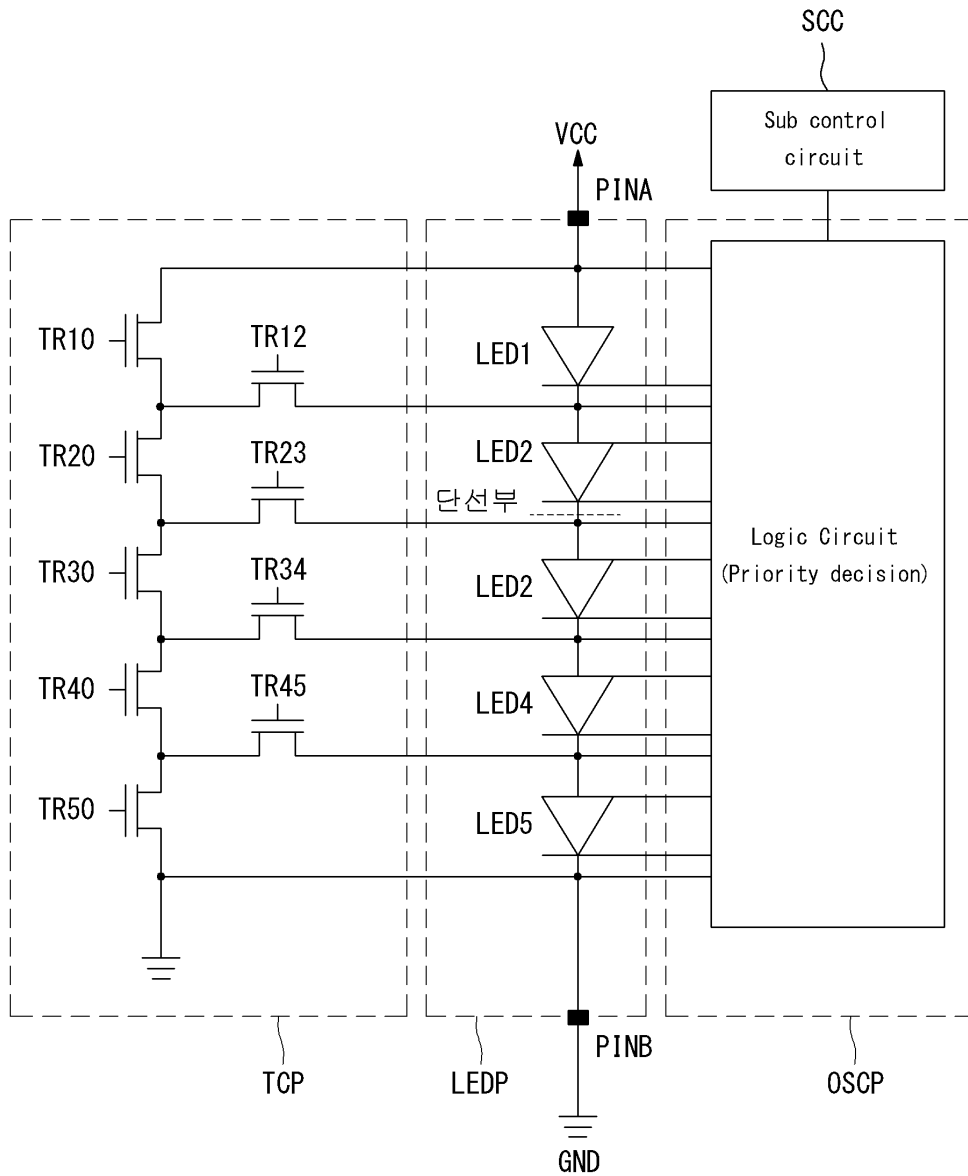 SCC
Sub control
circuit
VCC
PINA
TR10
TR12
LED1
TR20
TR23
LED2
단선부
TR30
TR34
LED2
Logic Circuit
(Priority decision)
TR40
TR45
LED4
TR50
LED5
PINB
TCP
LEDP
OSCP
GND